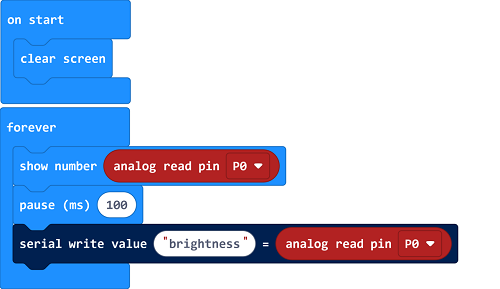 on start
clear screen
forever
show number analog read pin P0
pause (ms) 100
serial write value "brightness" = analog read pin P0